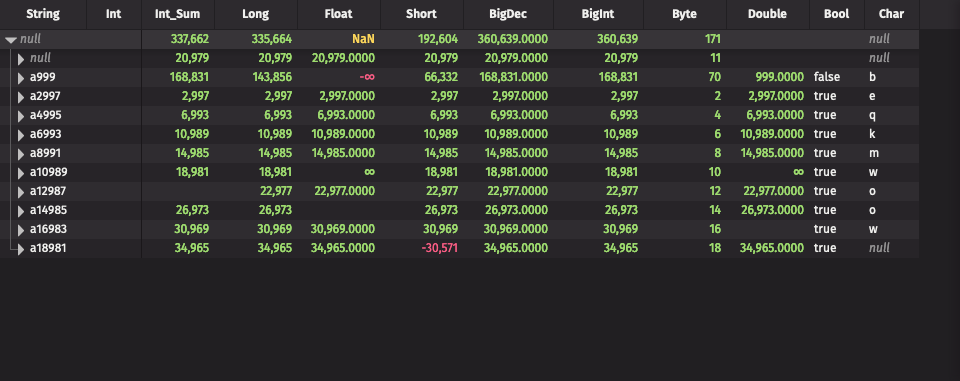 String Int Int_Sum Long Float Short BigDec BigInt Byte Double Bool Char
null 337,662 335,664 NaN 192,604 360,639.0000 360,639 171 null
null 20,979 20,979 20,979.0000 20,979 20,979.0000 20,979 11 null
a999 168,831 143,856 -∞ 66,332 168,831.0000 168,831 70 999.0000 false b
a2997 2,997 2,997 2,997.0000 2,997 2,997.0000 2,997 2 2,997.0000 true e
a4995 6,993 6,993 6,993.0000 6,993 6,993.0000 6,993 4 6,993.0000 true q
a6993 10,989 10,989 10,989.0000 10,989 10,989.0000 10,989 6 10,989.0000 true k
a8991 14,985 14,985 14,985.0000 14,985 14,985.0000 14,985 8 14,985.0000 true m
a10989 18,981 18,981 ∞ 18,981 18,981.0000 18,981 10 ∞ true w
a12987 22,977 22,977.0000 22,977 22,977.0000 22,977 12 22,977.0000 true o
a14985 26,973 26,973 26,973 26,973.0000 26,973 14 26,973.0000 true o
a16983 30,969 30,969 30,969.0000 30,969 30,969.0000 30,969 16 true w
a18981 34,965 34,965 34,965.0000 -30,571 34,965.0000 34,965 18 34,965.0000 true null